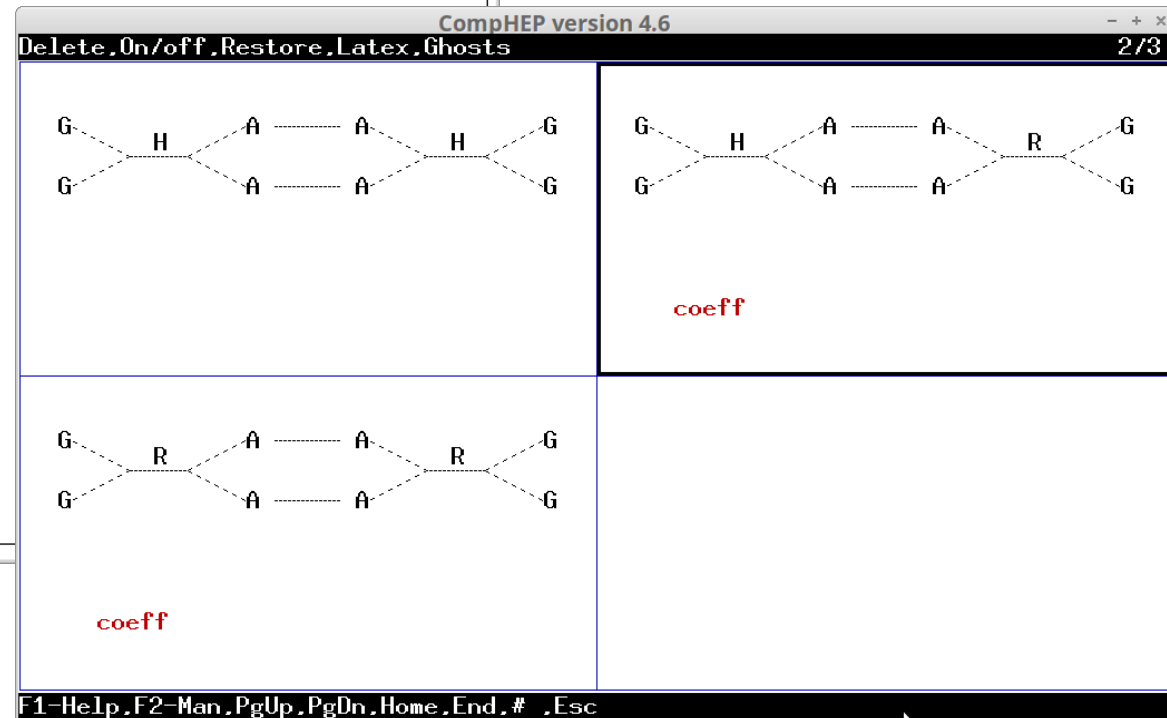 CompHEP version 4.6 - + ×
Delete,On/off,Restore,Latex,Ghosts 2/3
G H A A H G
G A A G
G H A A R G
G A A G
coeff
G R A A R G
G A A G
coeff
F1-Help,F2-Man,PgUp,PgDn,Home,End,# ,Esc